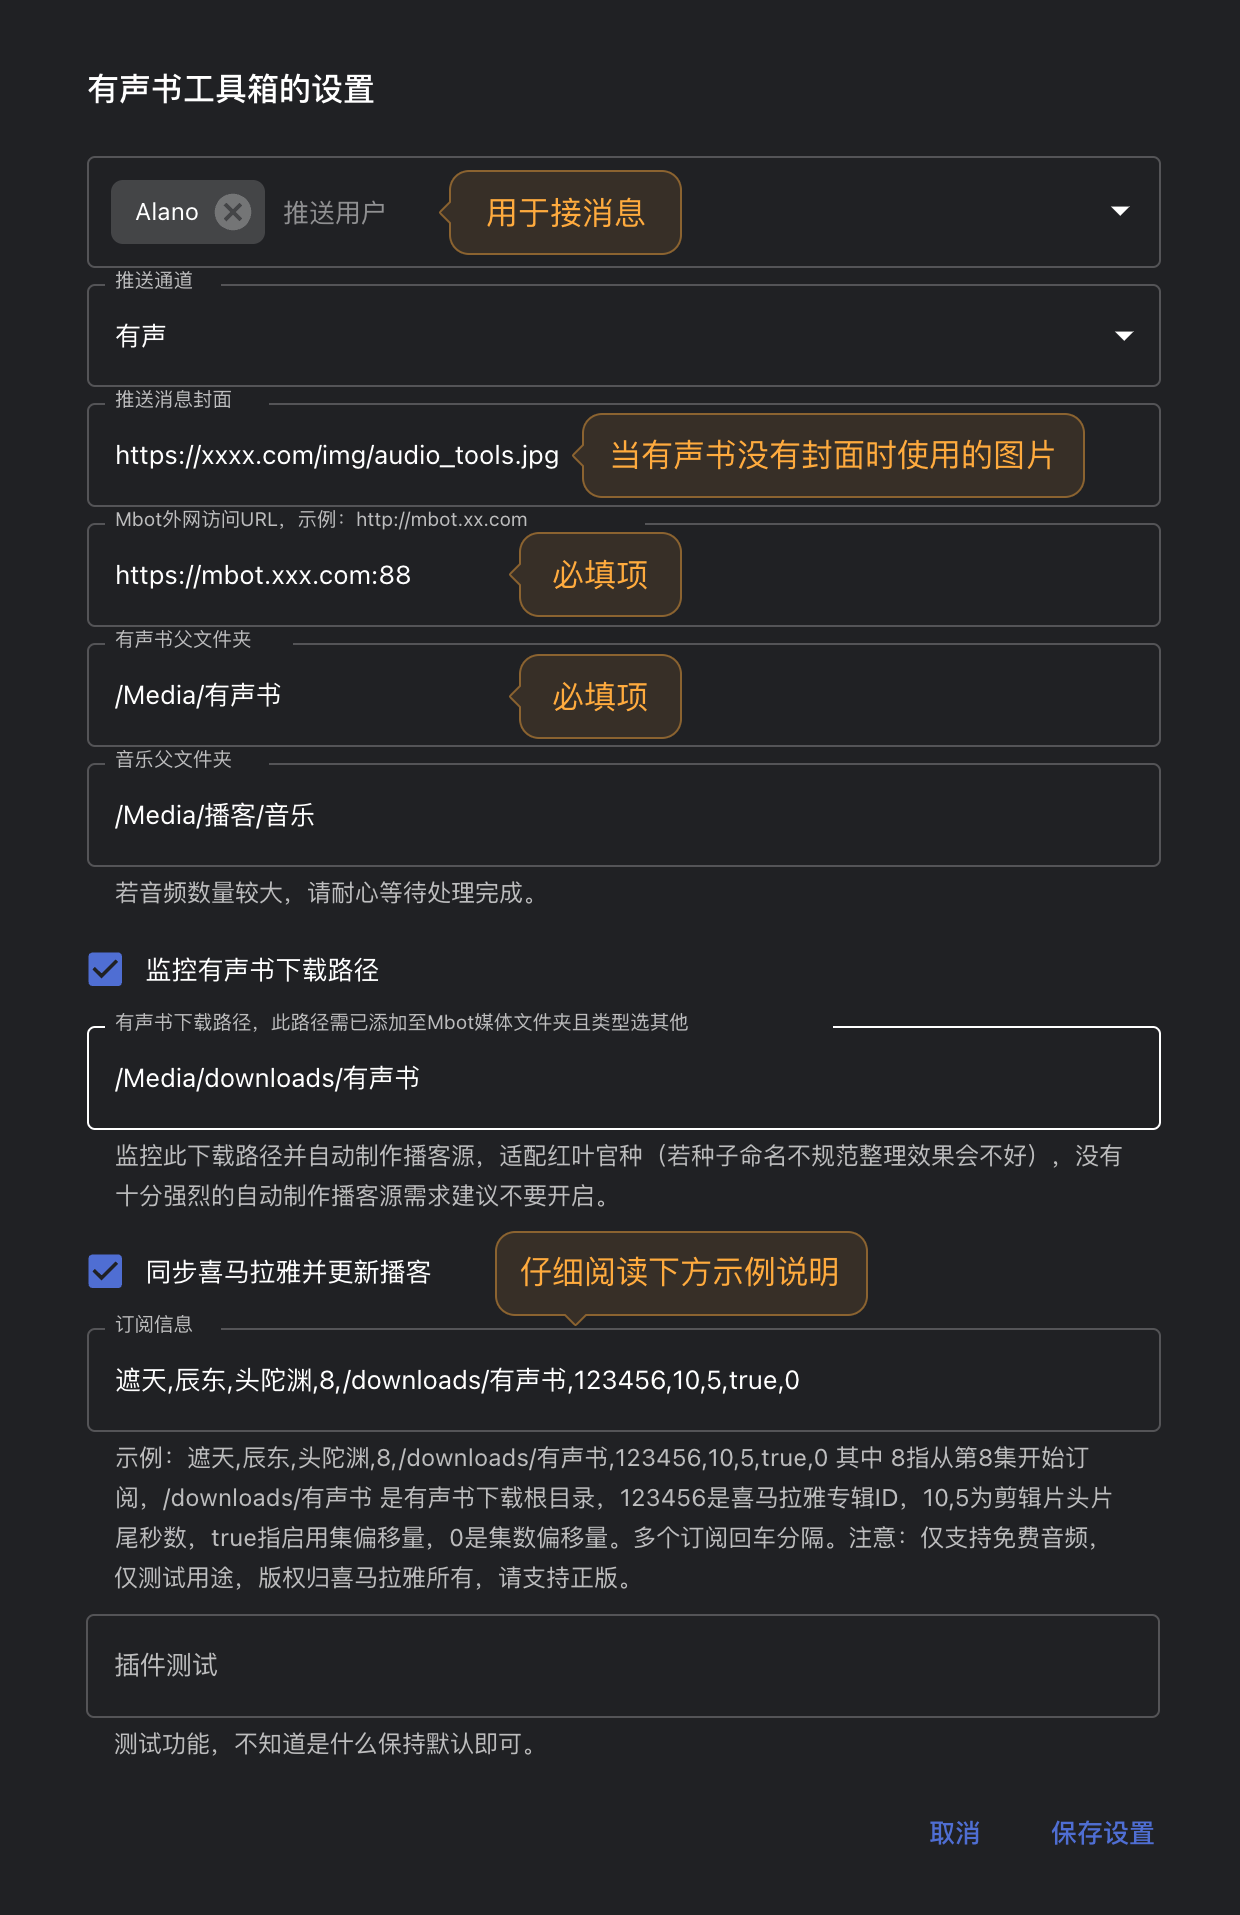 有声书工具箱的设置
Alano 推送用户 用于接消息
推送通道
有声
推送消息封面
https://xxxx.com/img/audio_tools.jpg 当有声书没有封面时使用的图片
Mbot外网访问URL，示例：http://mbot.xx.com
https://mbot.xxx.com:88 必填项
有声书父文件夹
/Media/有声书 必填项
音乐父文件夹
/Media/播客/音乐
若音频数量较大，请耐心等待处理完成。
监控有声书下载路径
有声书下载路径，此路径需已添加至Mbot媒体文件夹且类型选其他
/Media/downloads/有声书
监控此下载路径并自动制作播客源，适配红叶官种（若种子命名不规范整理效果会不好），没有
十分强烈的自动制作播客源需求建议不要开启。
同步喜马拉雅并更新播客 仔细阅读下方示例说明
订阅信息
遮天,辰东,头陀渊,8,/downloads/有声书,123456,10,5,true,0
示例：遮天,辰东,头陀渊,8,/downloads/有声书,123456,10,5,true,0 其中 8指从第8集开始订
阅，/downloads/有声书 是有声书下载根目录，123456是喜马拉雅专辑ID，10,5为剪辑片头片
尾秒数，true指启用集偏移量，0是集数偏移量。多个订阅回车分隔。注意：仅支持免费音频，
仅测试用途，版权归喜马拉雅所有，请支持正版。
插件测试
测试功能，不知道是什么保持默认即可。
取消 保存设置